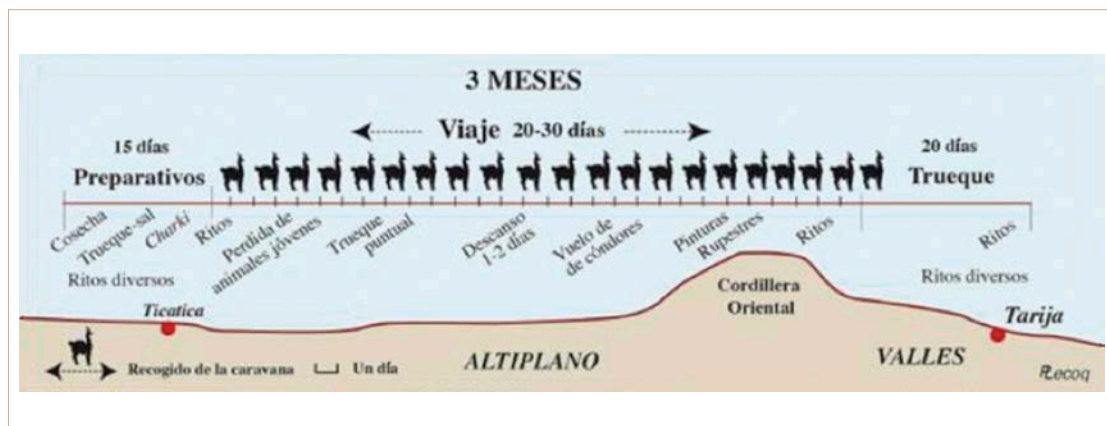 3 MESES
Viaje 20-30 días
15 días
Preparativos
20 días
Trueque
Cosecha
Trueque-sal
Charki
Ritos
Perdida de
animales jóvenes
Trueque
puntual
Descanso
1-2 días
Vuelo de
de cóndores
Pinturas
Rupestres
Ritos
Ritos
Ritos diversos
Ritos diversos
Ticatica
Cordillera
Oriental
Tarija
ALTIPLANO
VALLES
Recogido de la caravana
Un día
PLecoq